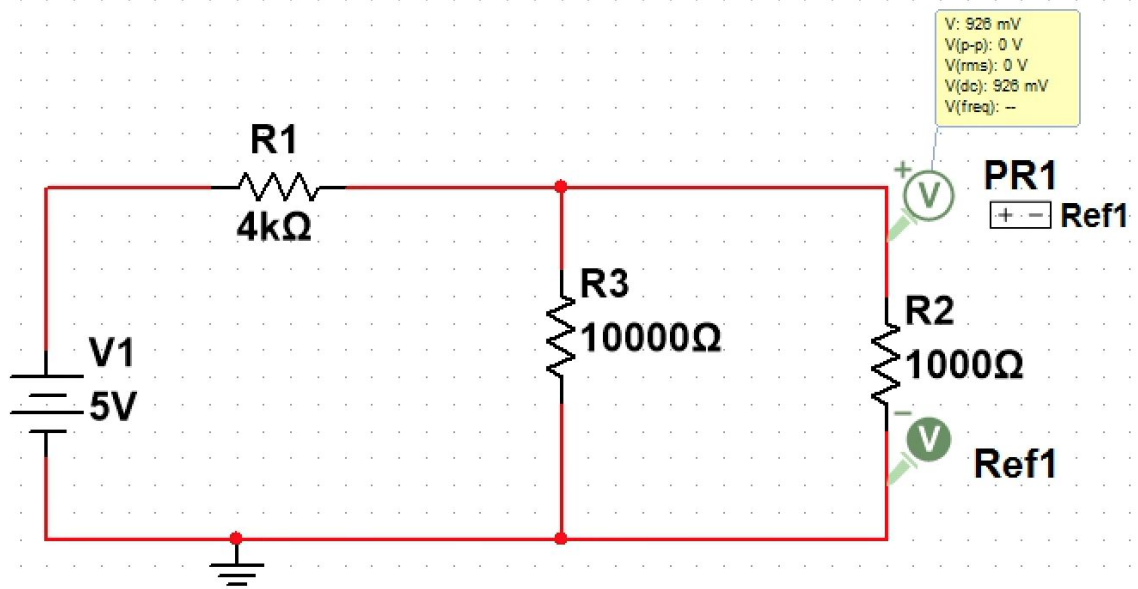 V: 926 mV
V(p-p): 0 V
V(rms): 0 V
V(dc): 926 mV
V(freq): --
R1
4kΩ
+
V
PR1
+ -
Ref1
R3
10000Ω
R2
1000Ω
V1
5V
-
V
Ref1